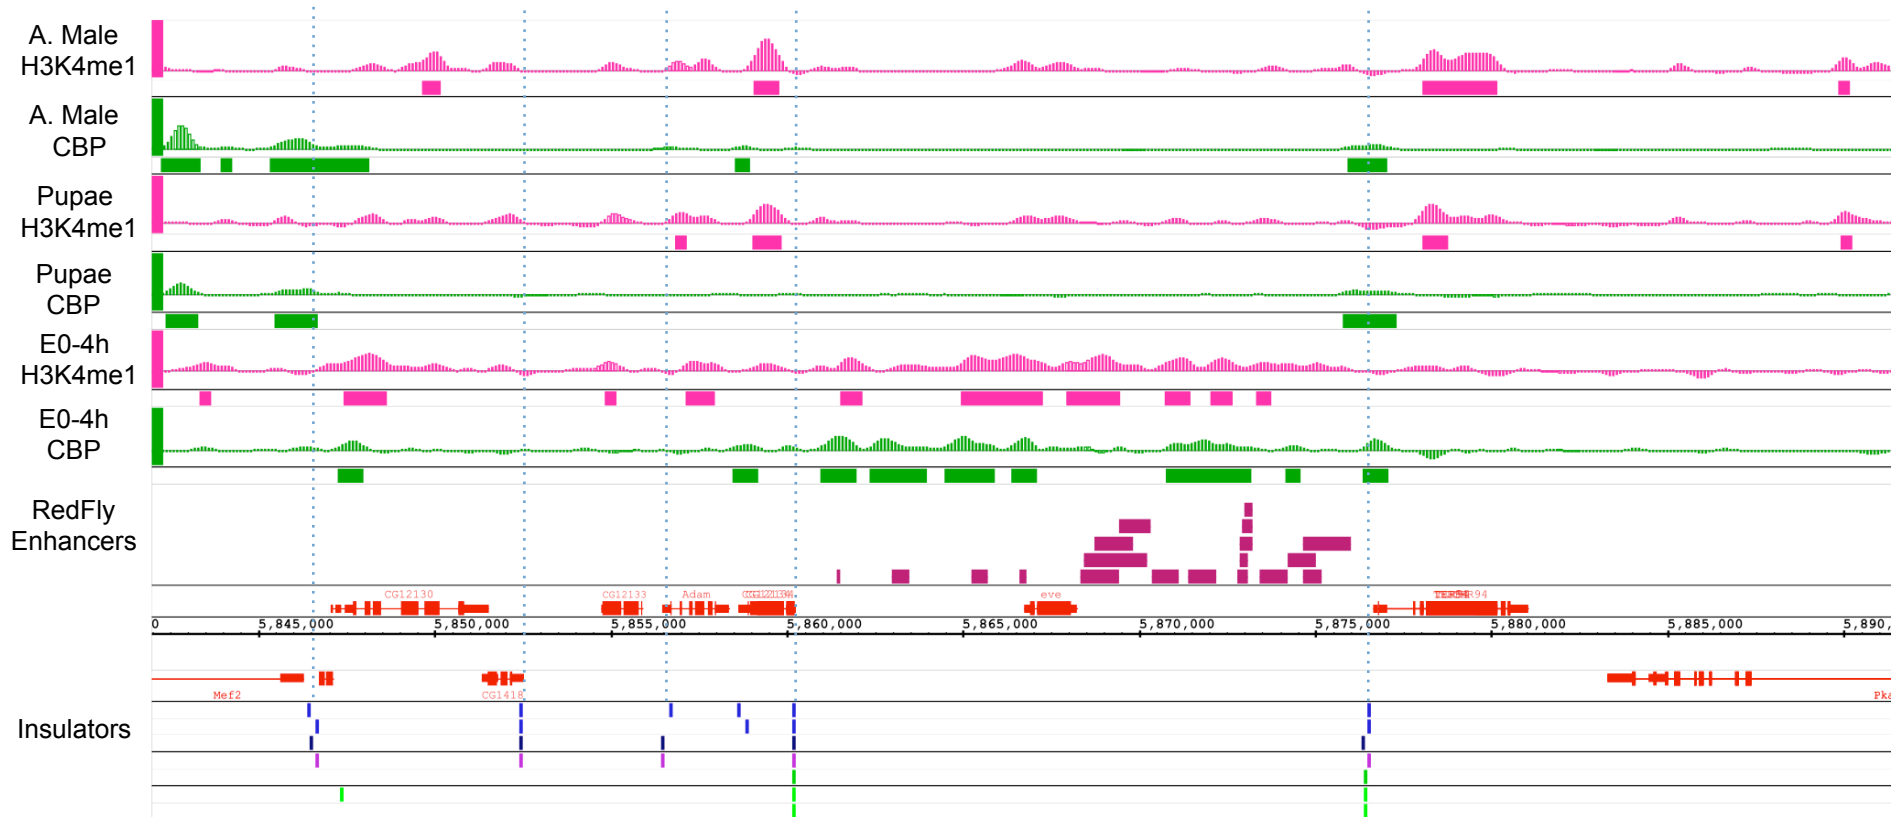 A. Male
H3K4me1
A. Male
CBP
Pupae
H3K4me1
Pupae
CBP
E0-4h
H3K4me1
E0-4h
CBP
RedFly
Enhancers
CG12130
CG12133
Adam
eve
0
5,845,000
5,850,000
5,855,000
5,860,000
5,865,000
5,870,000
5,875,000
5,880,000
5,885,000
5,890,
Mef2
CG1418
Pka
Insulators